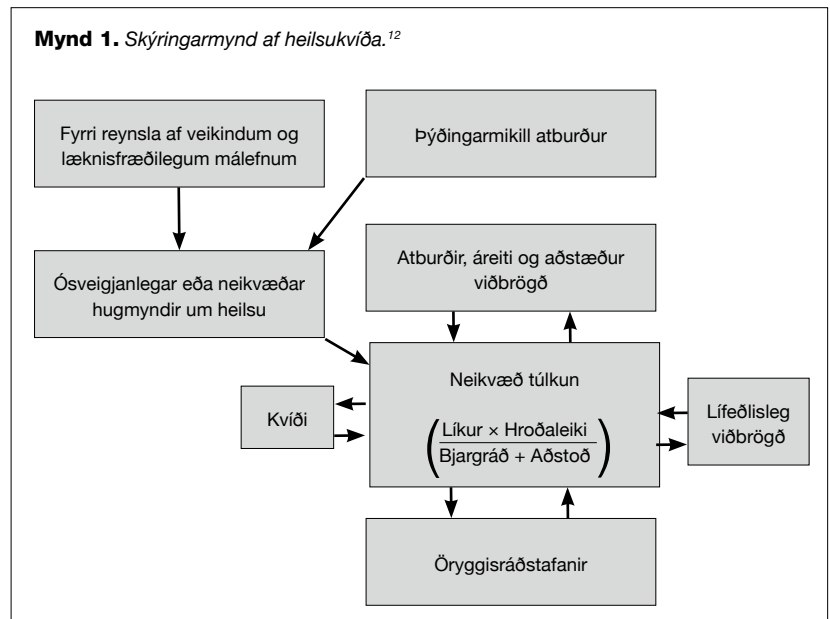 Mynd 1. Skýringarmynd af heilsukvíða.12
Fyrri reynsla af veikindum og
læknisfræðilegum málefnum
Þýðingarmikill atburður
Ósveigjanlegar eða neikvæðar
hugmyndir um heilsu
Atburðir, áreiti og aðstæður
viðbrögð
Neikvæð túlkun
Kvíði
Líkur × Hroðaleiki
Bjargráð + Aðstoð
Lífeðlisleg
viðbrögð
Öryggisráðstafanir